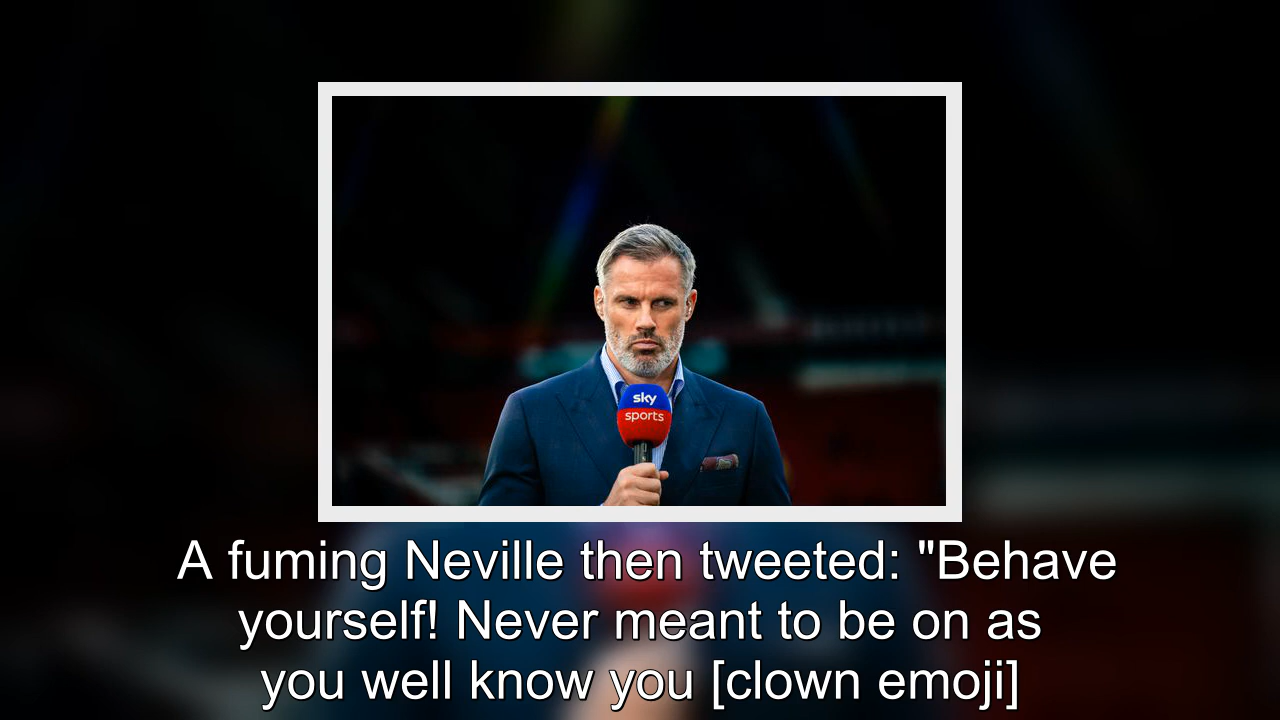 sky
sports
A fuming Neville then tweeted: "Behave
yourself! Never meant to be on as
you well know you [clown emoji]